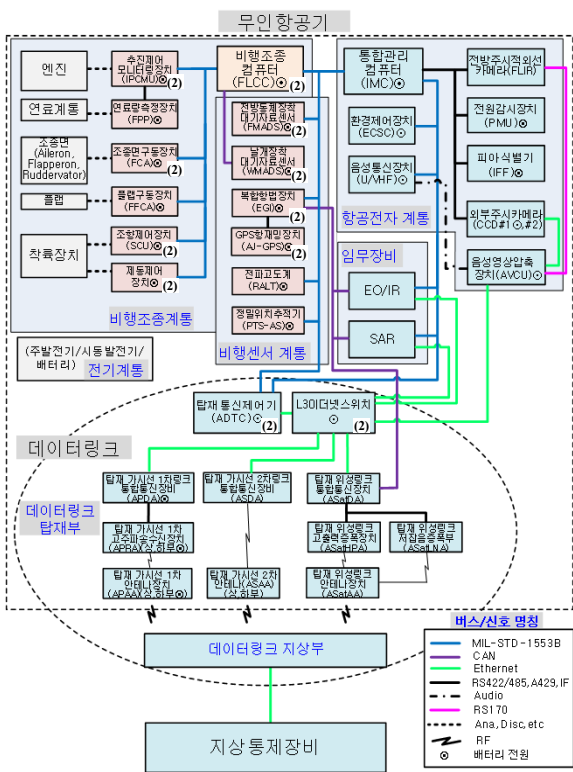 무인항공기
엔진
연료계통
조종면
(Aileron,
Flapperon,
Ruddervator)
플랩
착륙장치
추진제어
모니터링장치
(IPCMU)⊙
(2)
연료량측정장치
(FPP)⊙
조종면구동장치
(FCA)⊙
(2)
플랩구동장치
(FFCA)⊙
(2)
조향제어장치
(SCU)⊙
(2)
제동제어
장치⊙
(2)
비행조종계통
비행조종
컴퓨터
(FLCC)⊙
(2)
전방동체장착
대기자료센서
(FMADS)⊙
(2)
날개장착
대기자료센서
(WMADS)⊙
(2)
복합항법장치
(EGI)⊙
(2)
GPS항재밍장치
(AJ-GPS)⊙
(2)
전파고도계
(RALT)⊙
정밀위치추적기
(PTS-AS)⊙
비행센서 계통
통합관리
컴퓨터
(IMC)⊙
(2)
환경제어장치
(ECSC)⊙
음성통신장치
(U/VHF)⊙
항공전자 계통
전방주시적외선
카메라(FLIR)
전원감시장치
(PMU)⊙
피아식별기
(IFF)⊙
외부주시카메라
(CCD#1⊙,#2)
음성영상압축
장치(AVCU)⊙
임무장비
EO/IR
SAR
(주발전기/시동발전기/
배터리)
전기계통
탑재통신제어기
(ADTC)⊙
(2)
L3이더넷스위치
⊙
(2)
데이터링크
데이터링크
탑재부
탑재 가시선 1차링크
통합통신장비
(APDA)⊙
탑재 가시선 2차링크
통합통신장비
(ASDA)
탑재 위성링크
통합통신장치
(ASatDA)
탑재 가시선 1차
고주파송수신장치
(APRA)(상,하부⊙)
탑재 위성링크
고출력증폭장치
(ASatHPA)
탑재 위성링크
저잡음증폭부
(ASatLNA)
탑재 가시선 1차
안테나장치
(APAA)(상,하부⊙)
탑재 가시선 2차
안테나(ASAA)
(상,하부)
탑재 위성링크
안테나장치
(ASatAA)
데이터링크 지상부
지상통제장비
버스/신호 명칭
MIL-STD-1553B
CAN
Ethernet
RS422/485,A429,IF
Audio
RS170
Ana,Disc,etc
RF
⊙ 배터리 전원